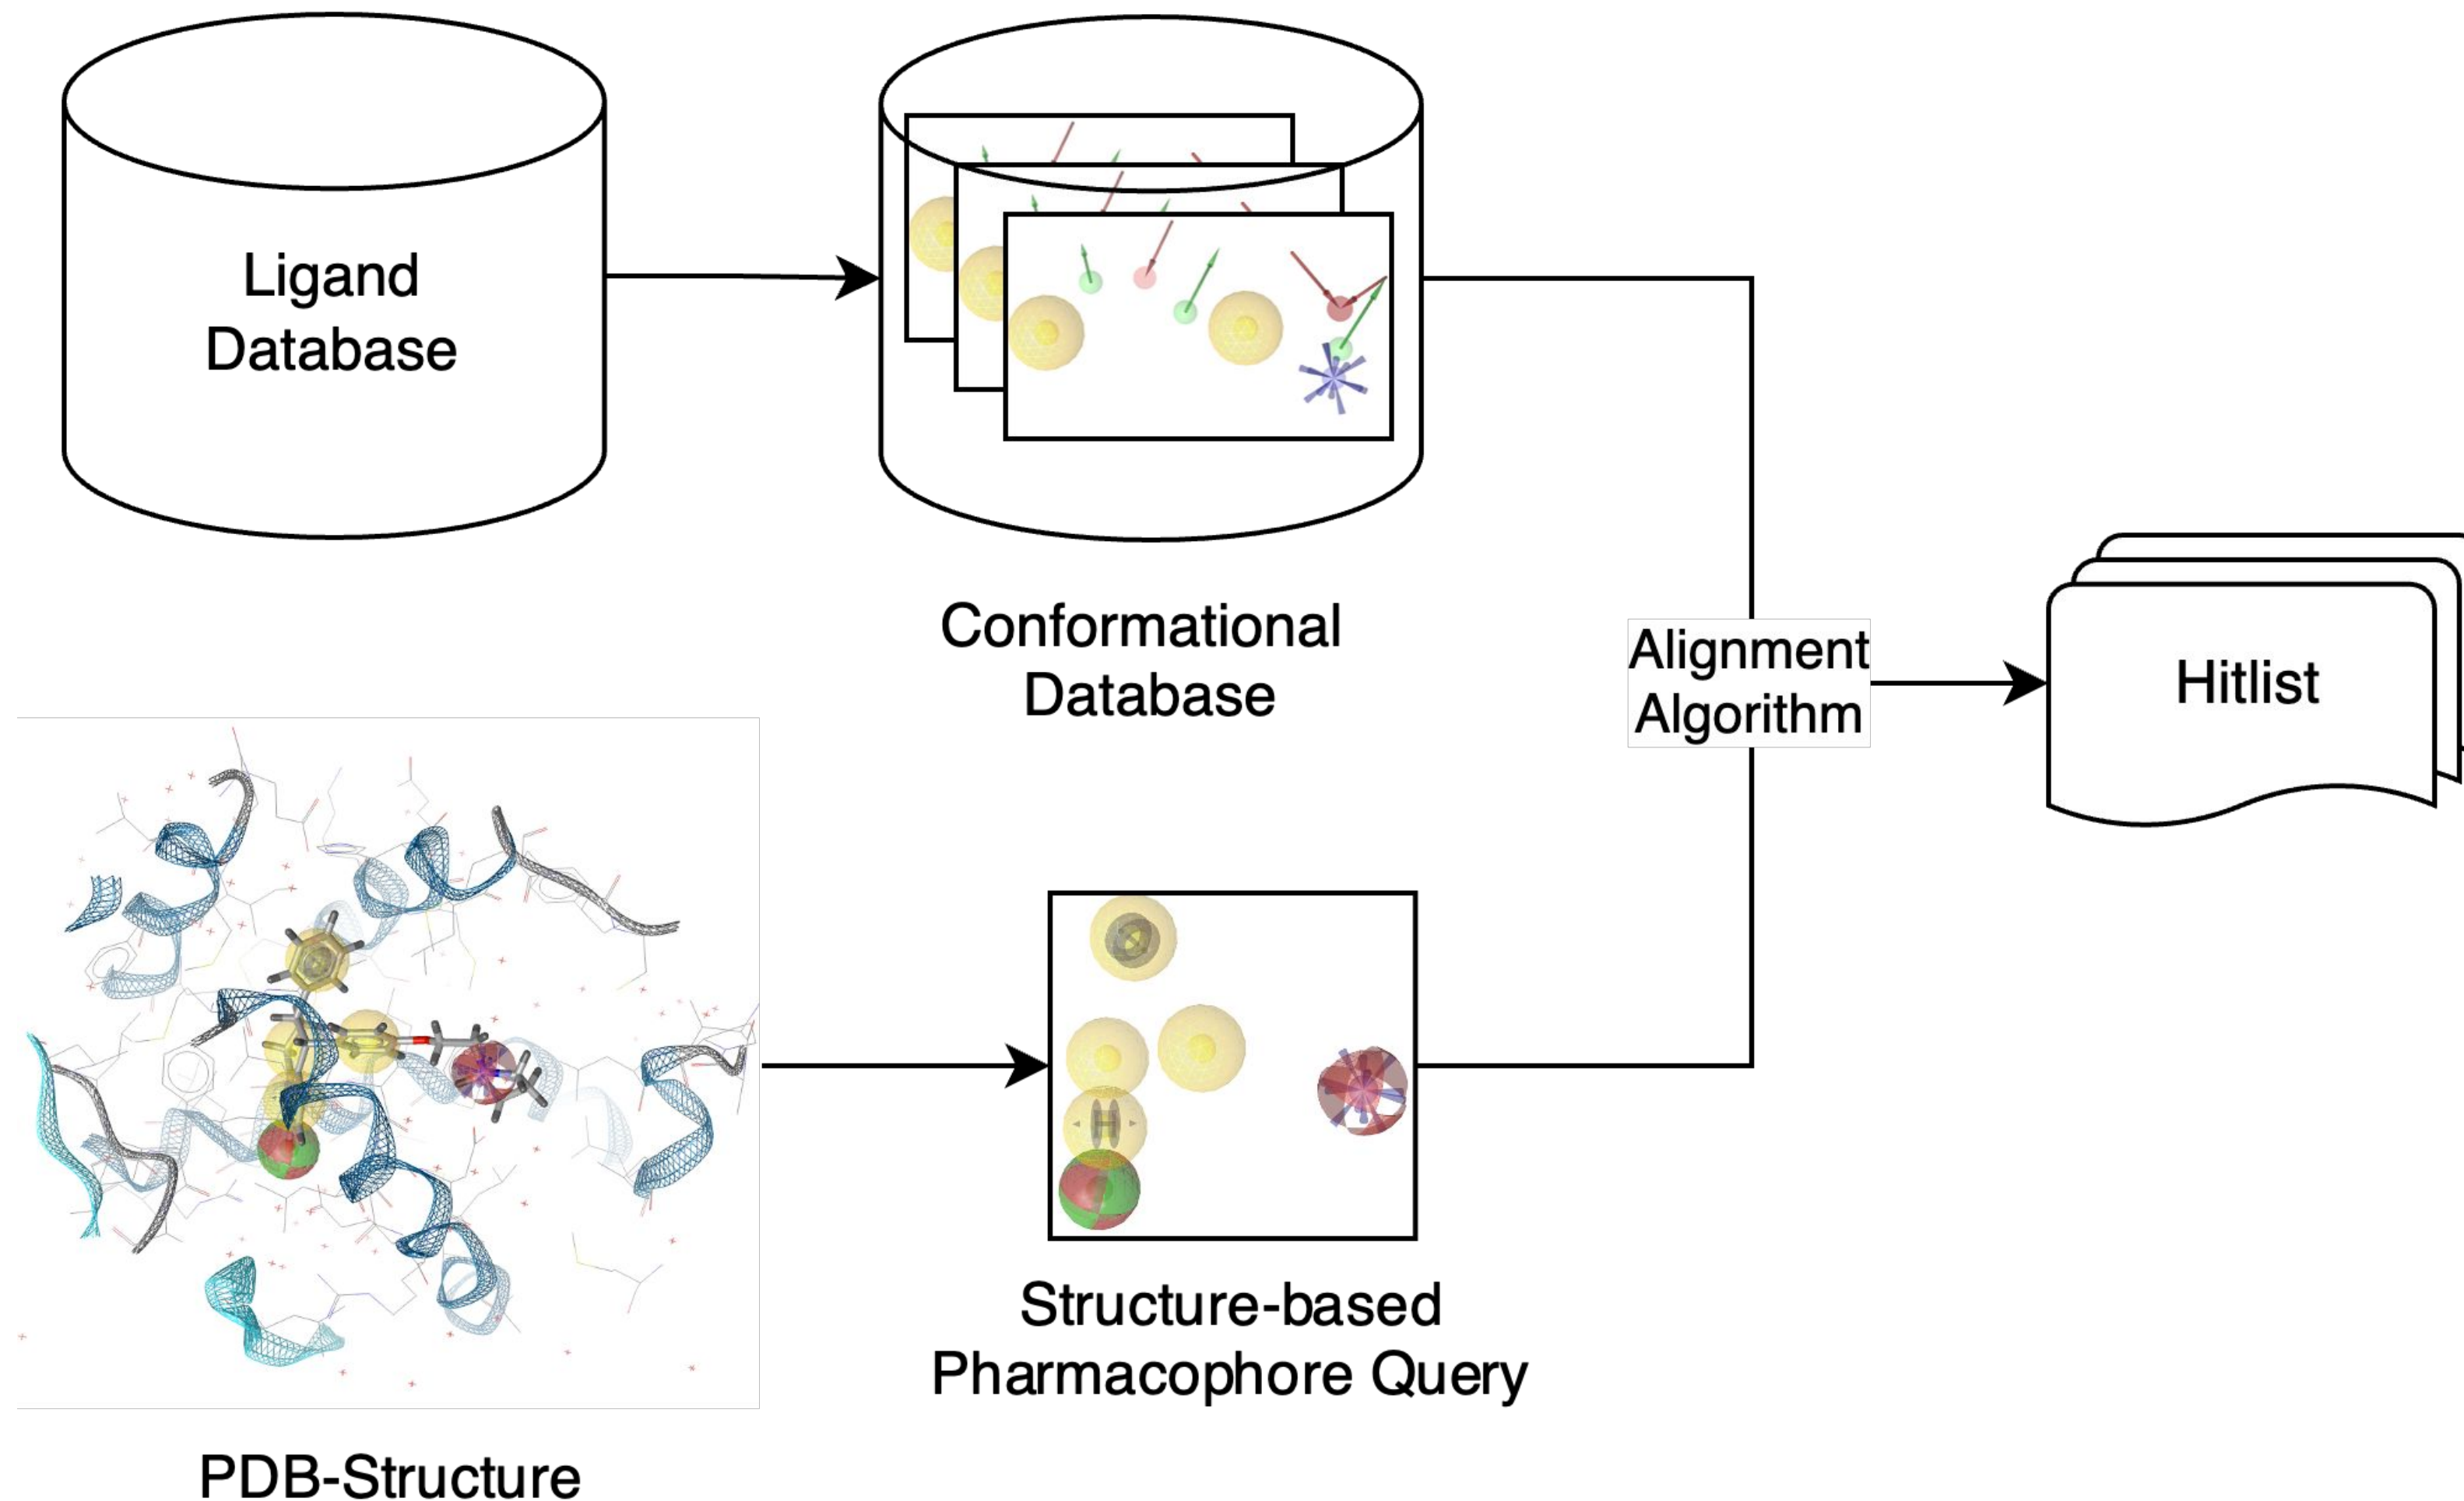 Ligand
Database
Conformational
Database
Alignment
Algorithm
Hitlist
H
Structure-based
Pharmacophore Query
PDB-Structure